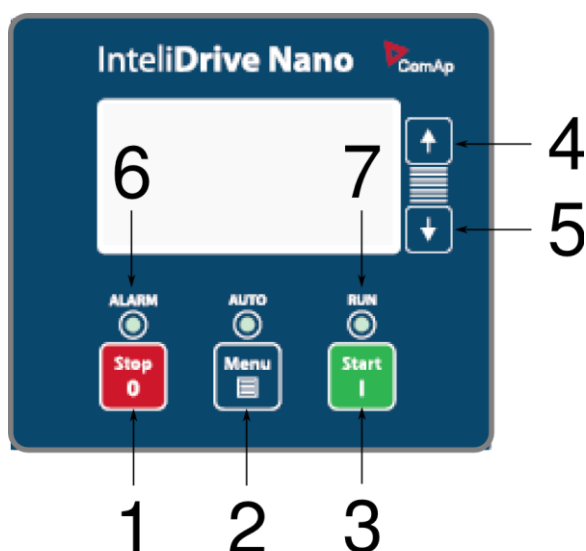 InteliDrive Nano ComAp
6 7
4
5
ALARM AUTO RUN
Stop Menu Start
0 I
1 2 3